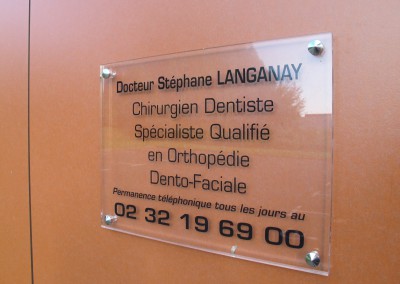 Docteur Stéphane LANGANAY
Chirurgien Dentiste
Spécialiste Qualifié
en Orthopédie
Dento-Faciale
Permanence téléphonique tous les jours au
02 32 19 69 00